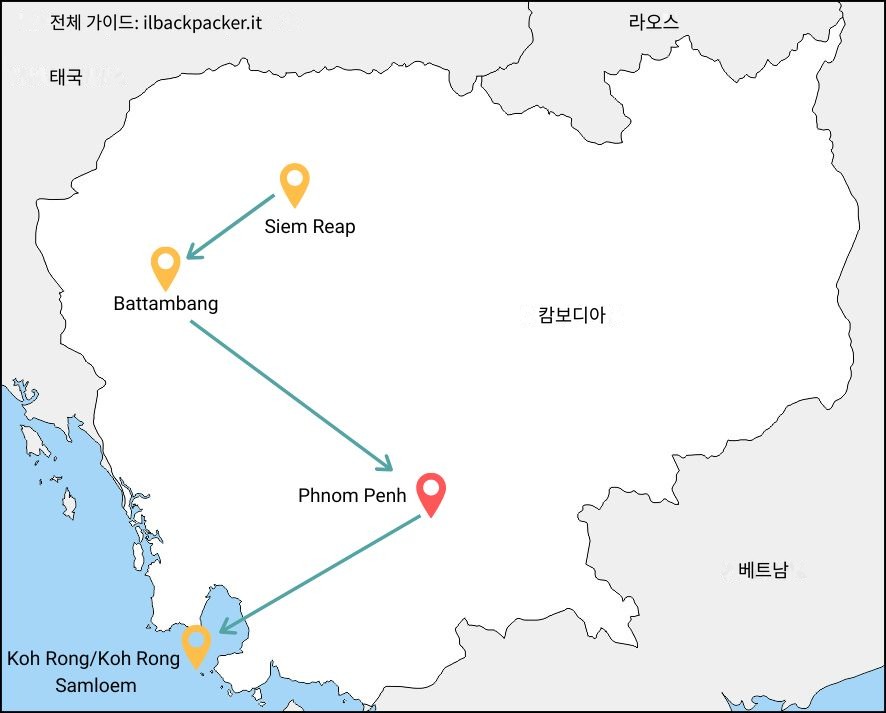 전체 가이드: ilbackpacker.it
라오스
태국
Siem Reap
Battambang
캄보디아
Phnom Penh
베트남
Koh Rong/Koh Rong
Samloem